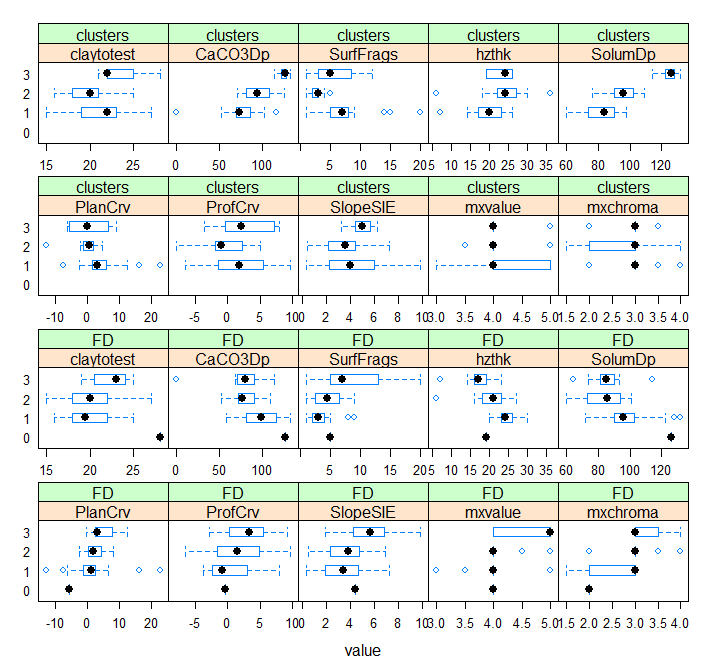 clusters clusters clusters clusters clusters
claytotest CaCO3Dp SurfFrags hzthk SolumDp
3
2
1
0
15 20 25 0 50 100 5 10 15 20 5 10 15 20 25 30 35 60 80 100 120
clusters clusters clusters clusters clusters
PlanCrv ProfCrv SlopeSIE mxvalue mxchroma
3
2
1
0
-10 0 10 20 -5 0 5 10 0 2 4 6 8 10 3.0 3.5 4.0 4.5 5.0 1.5 2.0 2.5 3.0 3.5 4.0
FD FD FD FD FD
claytotest CaCO3Dp SurfFrags hzthk SolumDp
3
2
1
0
15 20 25 0 50 100 5 10 15 20 5 10 15 20 25 30 35 60 80 100 120
FD FD FD FD FD
PlanCrv ProfCrv SlopeSIE mxvalue mxchroma
3
2
1
0
-10 0 10 20 -5 0 5 10 0 2 4 6 8 10 3.0 3.5 4.0 4.5 5.0 1.5 2.0 2.5 3.0 3.5 4.0
value